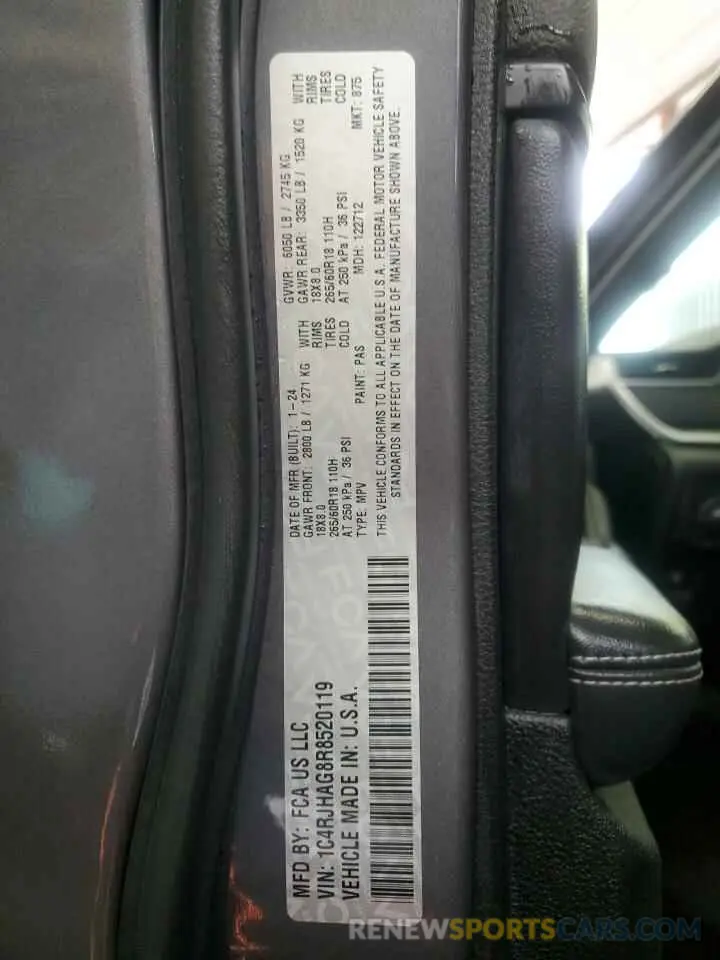 MFD BY: FCA US LLC
VIN: 1C4RJHAG8R8520119
VEHICLE MADE IN: U.S.A.
DATE OF MFR (BUILT): 1-24
GVWR: 6050 LB / 2745 KG
GAWR FRONT: 2800 LB / 1271 KG WITH
GAWR REAR: 3350 LB / 1520 KG WITH
18X8.0 RIMS
18X8.0 RIMS
265/60R18 110H TIRES
265/60R18 110H TIRES
AT 250 kPa / 36 PSI COLD
AT 250 kPa / 36 PSI COLD
TYPE: MPV PAINT: PAS MDH: 122712 MKT: 875
THIS VEHICLE CONFORMS TO ALL APPLICABLE U.S.A. FEDERAL MOTOR VEHICLE SAFETY
STANDARDS IN EFFECT ON THE DATE OF MANUFACTURE SHOWN ABOVE.
RENEWSPORTSCARS.COM